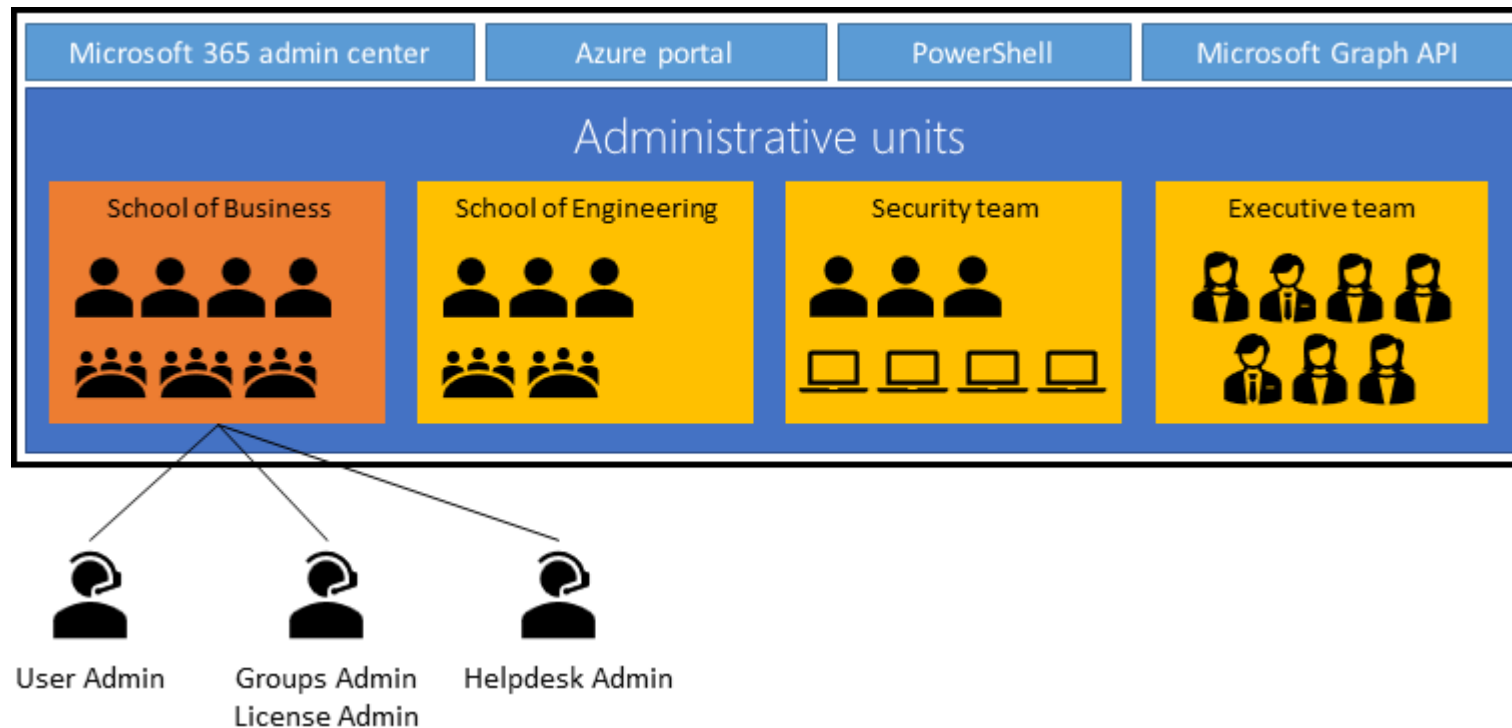 Microsoft 365 admin center
Azure portal
PowerShell
Microsoft Graph API
Administrative units
School of Business
School of Engineering
Security team
Executive team
User Admin
Groups Admin
License Admin
Helpdesk Admin